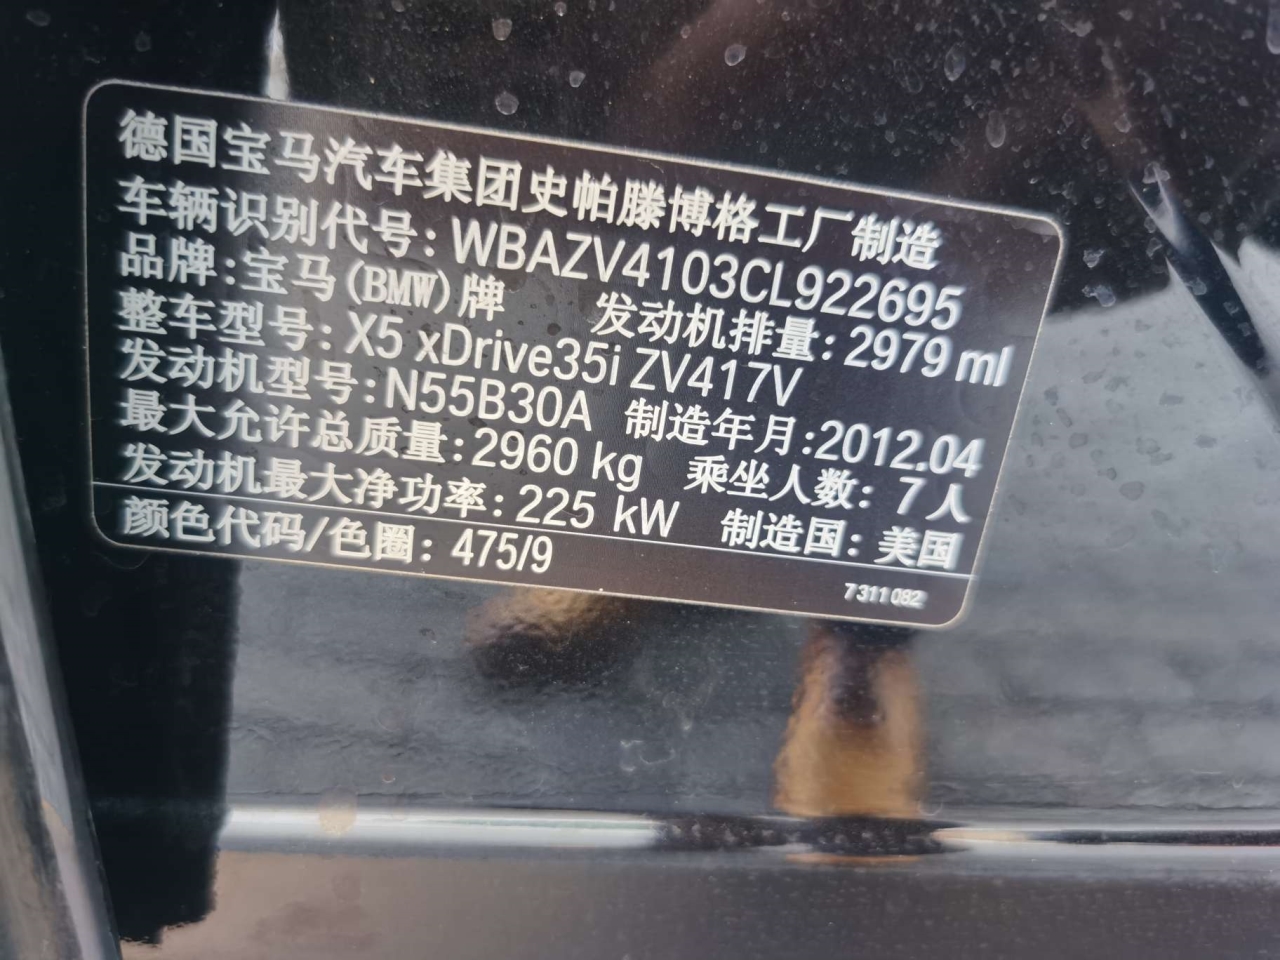 德国宝马汽车集团史帕滕博格工厂制造
车辆识别代号：WBAZV4103CL922695
品牌：宝马(BMW)牌 发动机排量：2979 ml
整车型号：X5 xDrive35i ZV417V
发动机型号：N55B30A 制造年月：2012.04
最大允许总质量：2960 kg 乘坐人数：7人
发动机最大净功率：225 kW 制造国：美国
颜色代码/色圈：475/9
7311082